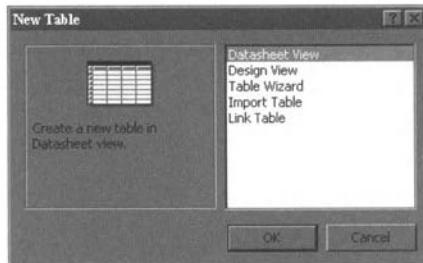 New Table
Create a new table in
Datasheet view.
Datasheet View
Design View
Table Wizard
Import Table
Link Table
OK
Cancel